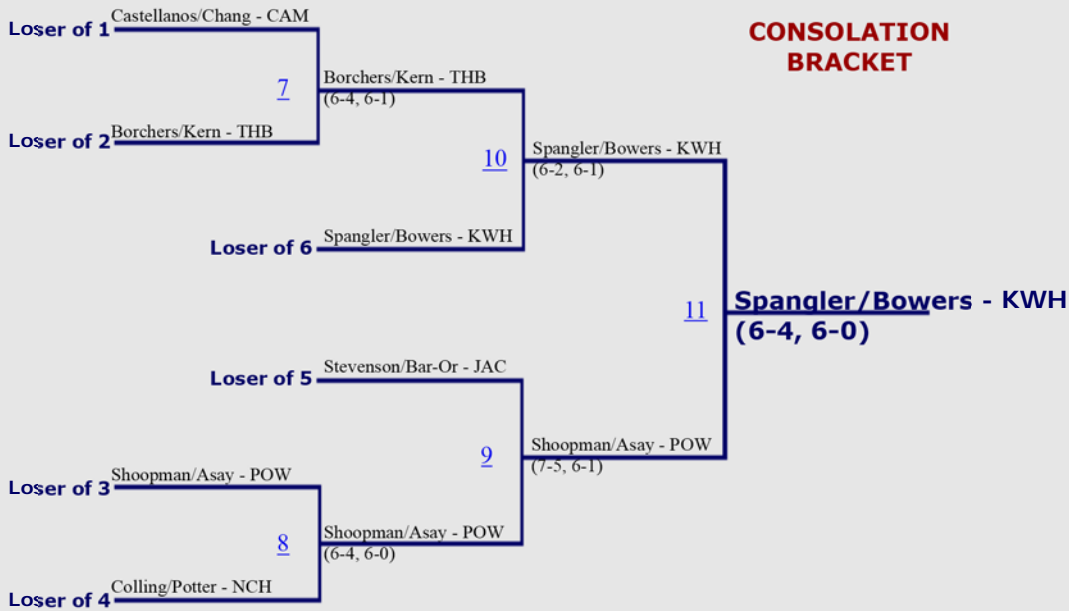 CONSOLATION
BRACKET
Loser of 1
Castellanos/Chang - CAM
7
Borchers/Kern - THB
(6-4, 6-1)
Loser of 2
Borchers/Kern - THB
10
Spangler/Bowers - KWH
(6-2, 6-1)
Loser of 6
Spangler/Bowers - KWH
11
Spangler/Bowers - KWH
(6-4, 6-0)
Loser of 5
Stevenson/Bar-Or - JAC
9
Shoopman/Asay - POW
(7-5, 6-1)
Loser of 3
Shoopman/Asay - POW
8
Shoopman/Asay - POW
(6-4, 6-0)
Loser of 4
Colling/Potter - NCH